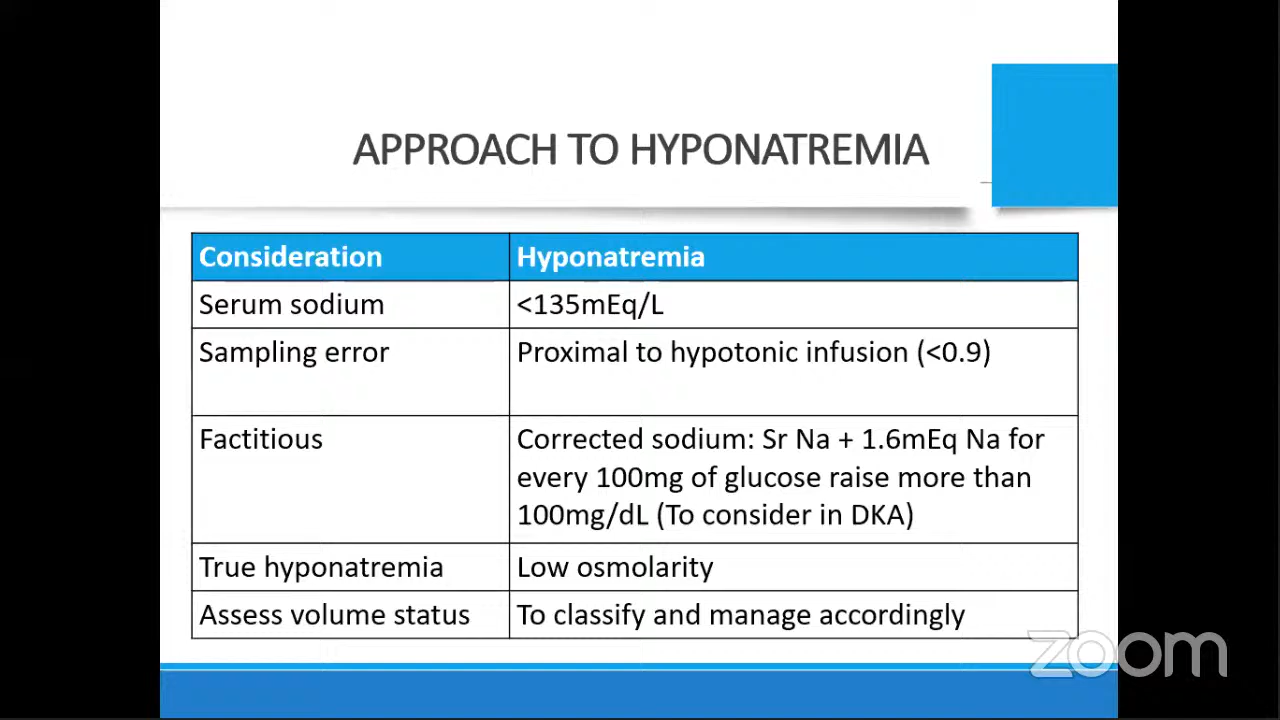 APPROACH TO HYPONATREMIA
Consideration
Hyponatremia
Serum sodium
<135mEq/L
Sampling error
Proximal to hypotonic infusion (<0.9)
Factitious
Corrected sodium: Sr Na + 1.6mEq Na for
every 100mg of glucose raise more than
100mg/dL (To consider in DKA)
True hyponatremia
Low osmolarity
Assess volume status
To classify and manage accordingly
zoom